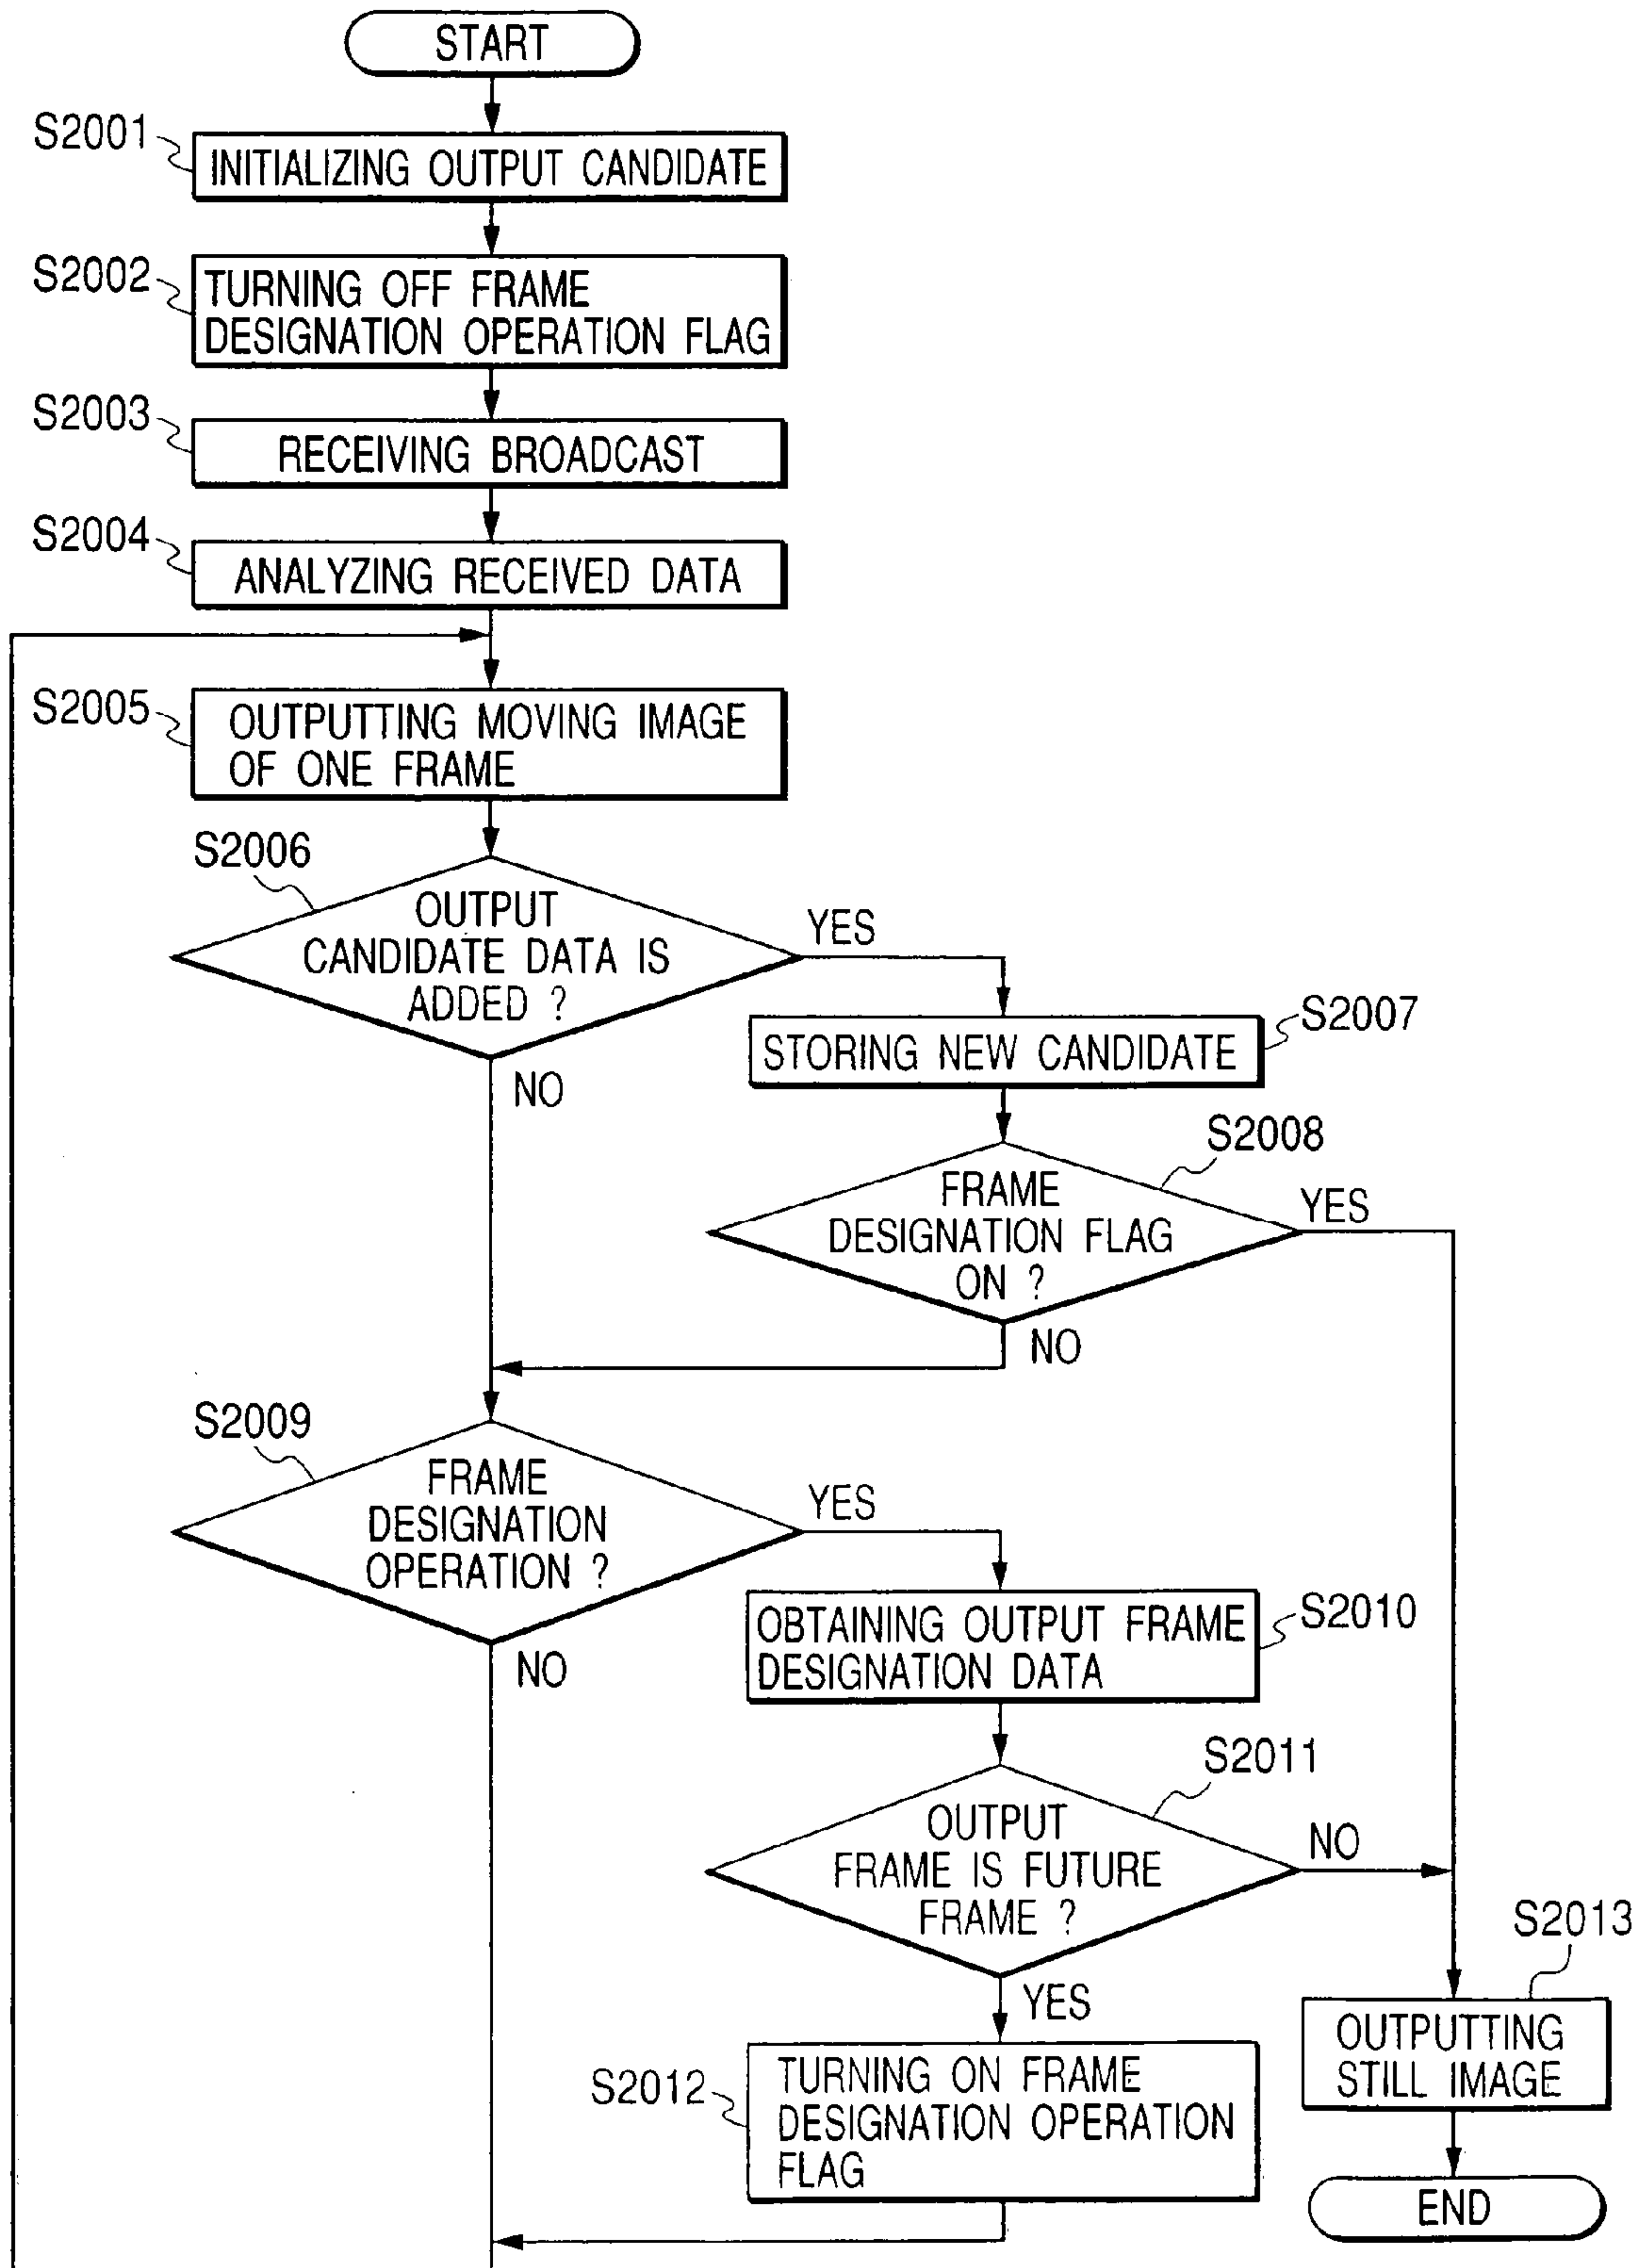 START
S2001
INITIALIZING OUTPUT CANDIDATE
S2002
TURNING OFF FRAME
DESIGNATION OPERATION FLAG
S2003
RECEIVING BROADCAST
S2004
ANALYZING RECEIVED DATA
S2005
OUTPUTTING MOVING IMAGE
OF ONE FRAME
S2006
OUTPUT
CANDIDATE DATA IS
ADDED ?
YES
NO
S2007
STORING NEW CANDIDATE
S2008
FRAME
DESIGNATION FLAG
ON ?
YES
NO
S2009
FRAME
DESIGNATION
OPERATION ?
YES
NO
S2010
OBTAINING OUTPUT FRAME
DESIGNATION DATA
S2011
OUTPUT
FRAME IS FUTURE
FRAME ?
NO
YES
S2012
TURNING ON FRAME
DESIGNATION OPERATION
FLAG
S2013
OUTPUTTING
STILL IMAGE
END